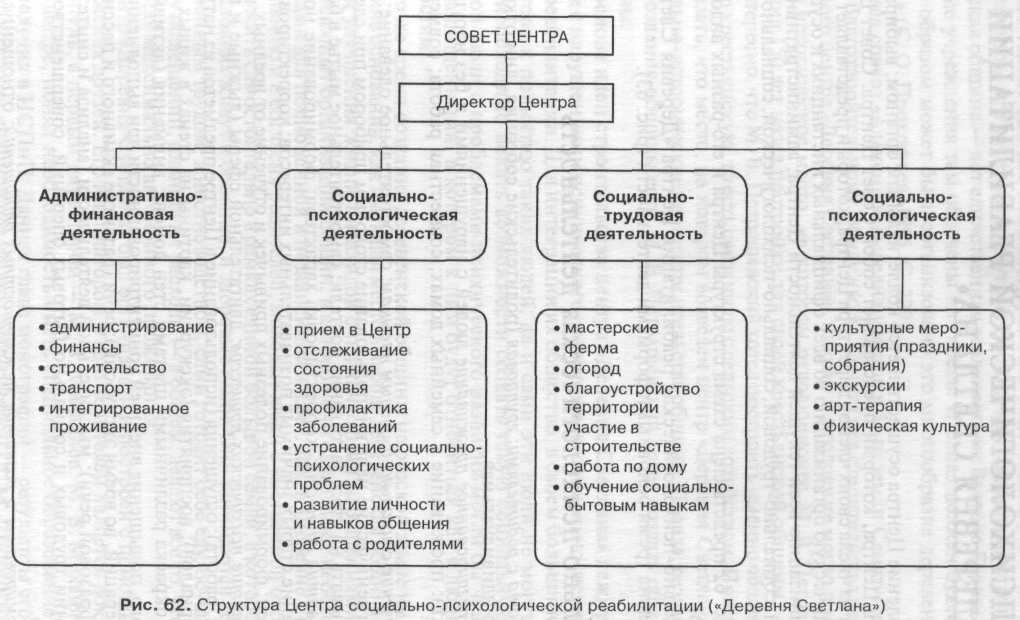 СОВЕТ ЦЕНТРА
Директор Центра
Административно-
финансовая
деятельность
Социально-
психологическая
деятельность
Социально-
трудовая
деятельность
Социально-
психологическая
деятельность
• администрирование
• финансы
• строительство
• транспорт
• интегрированное
проживание
• прием в Центр
• отслеживание
состояния
здоровья
• профилактика
заболеваний
• устранение социально-
психологических
проблем
• развитие личности
и навыков общения
• работа с родителями
• мастерские
• ферма
• огород
• благоустройство
территории
• участие в
строительстве
• работа по дому
• обучение социально-
бытовым навыкам
• культурные меро-
приятия (праздники,
собрания)
• экскурсии
• арт-терапия
• физическая культура
Рис. 62. Структура Центра социально-психологической реабилитации («Деревня Светлана»)